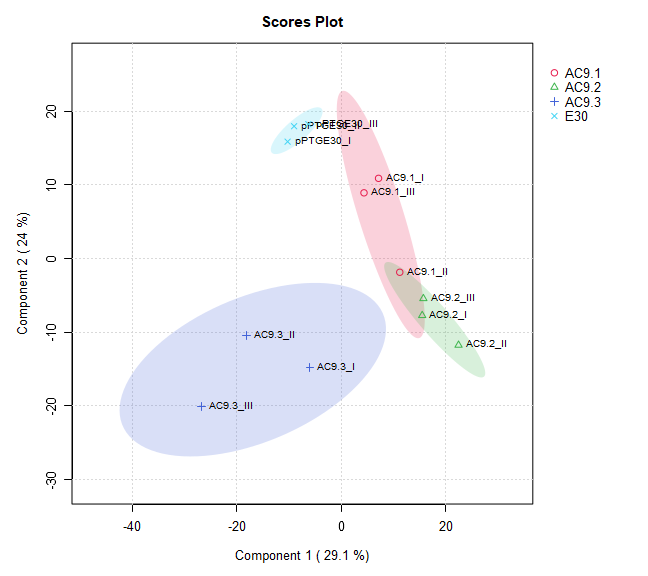 Scores Plot
AC9.1
AC9.2
AC9.3
E30
20
10
0
-10
-20
-30
Component 2 ( 24 %)
pPTGE30_III
pPTGE30_I
AC9.1_I
AC9.1_III
AC9.1_II
AC9.2_III
AC9.2_I
AC9.2_II
AC9.3_II
AC9.3_I
AC9.3_III
-40
-20
0
20
Component 1 ( 29.1 %)